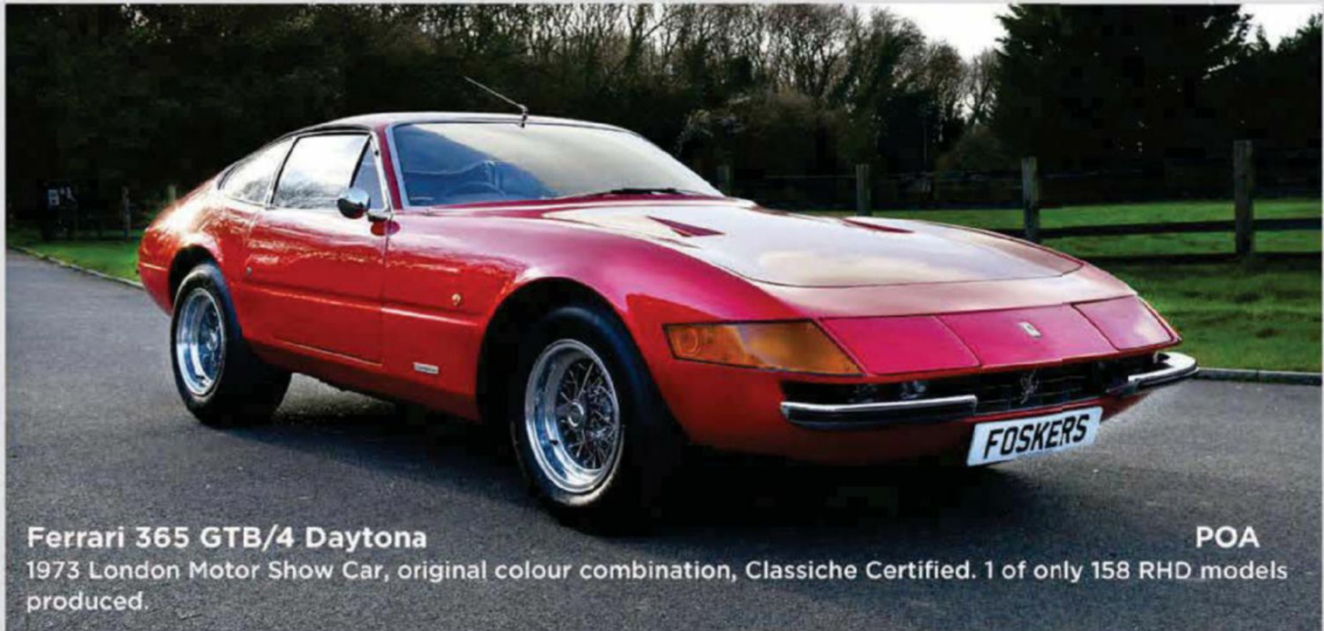 FOSKERS
Ferrari 365 GTB/4 Daytona POA
1973 London Motor Show Car, original colour combination, Classiche Certified. 1 of only 158 RHD models
produced.